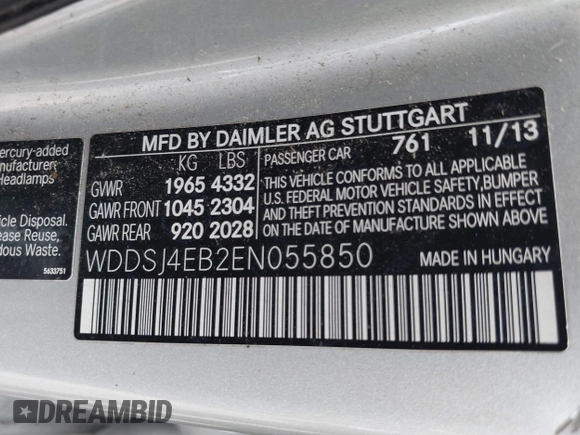 ercury-added
Headlamps
hicle Disposal.
ease Reuse,
dous Waste.
5633751
MFD BY DAIMLER AG STUTTGART
KG LBS PASSENGER CAR 761 11/13
GVWR 1965 4332
GAWR FRONT 1045 2304
GAWR REAR 920 2028
THIS VEHICLE CONFORMS TO ALL APPLICABLE
U.S. FEDERAL MOTOR VEHICLE SAFETY, BUMPER
AND THEFT PREVENTION STANDARDS IN EFFECT
ON THE DATE OF MANUFACTURE SHOWN ABOVE.
WDDSJ4EB2EN055850 MADE IN HUNGARY
DREAMBID